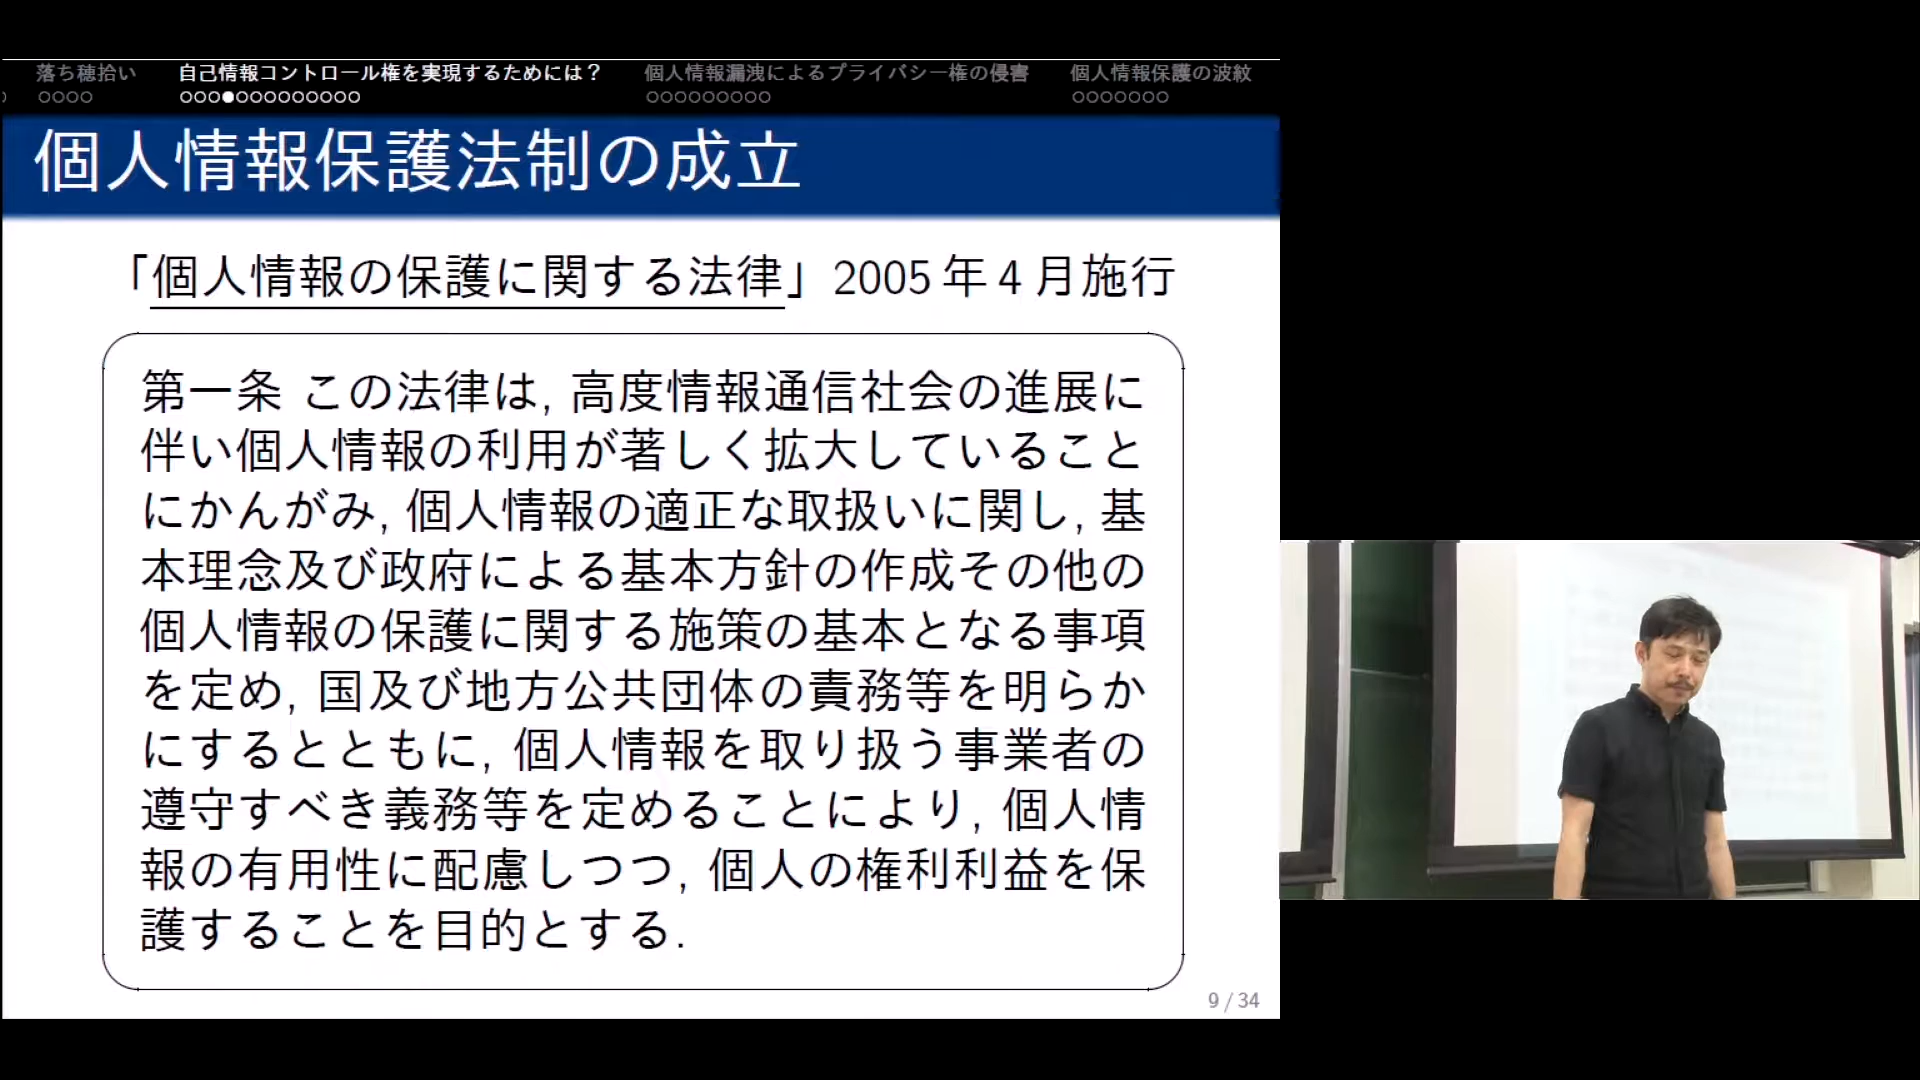 落ち穂拾い 自己情報コントロール権を実現するためには？ 個人情報漏洩によるプライバシー権の侵害 個人情報保護の波紋
個人情報保護法制の成立
「個人情報の保護に関する法律」2005年4月施行
第一条 この法律は, 高度情報通信社会の進展に
伴い個人情報の利用が著しく拡大していること
にかんがみ, 個人情報の適正な取扱いに関し, 基
本理念及び政府による基本方針の作成その他の
個人情報の保護に関する施策の基本となる事項
を定め, 国及び地方公共団体の責務等を明らか
にするとともに, 個人情報を取り扱う事業者の
遵守すべき義務等を定めることにより, 個人情
報の有用性に配慮しつつ, 個人の権利利益を保
護することを目的とする.
9 / 34